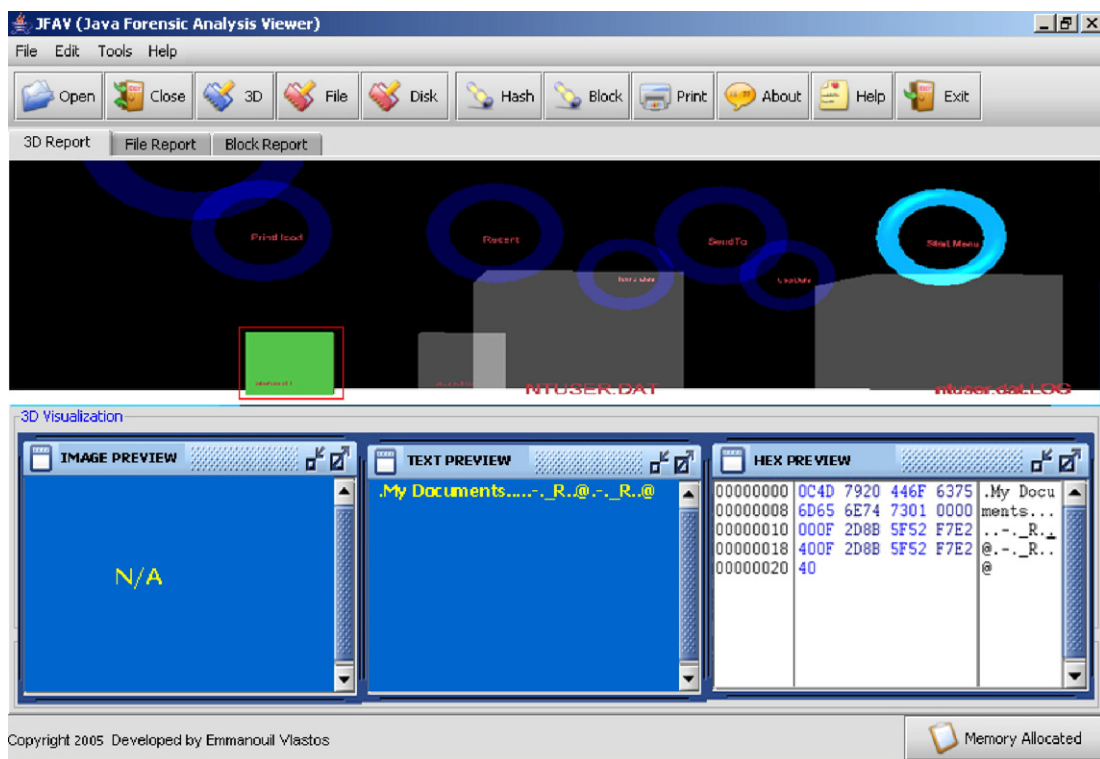 JFAV (Java Forensic Analysis Viewer)
File Edit Tools Help
Open Close 3D File Disk Hash Block Print About Help Exit
3D Report File Report Block Report
Print Recent SendTo Start Menu
NTUSER.DAT ntuser.dat.LOG
3D Visualization
IMAGE PREVIEW
N/A
TEXT PREVIEW
.My Documents.....-._R..@.-._R..@
HEX PREVIEW
00000000 0C4D 7920 446F 6375 .My Docu
00000008 6D65 6E74 7301 0000 ments...
00000010 000F 2D8B 5F52 F7E2 ..-._R..
00000018 400F 2D8B 5F52 F7E2 @.-._R..
00000020 40 @
Copyright 2005 Developed by Emmanouil Vlastos
Memory Allocated